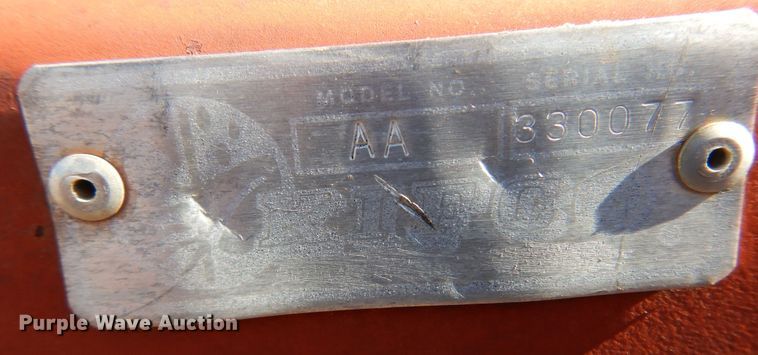 MODEL NO. SERIAL NO.
AA 330077
Purple Wave Auction